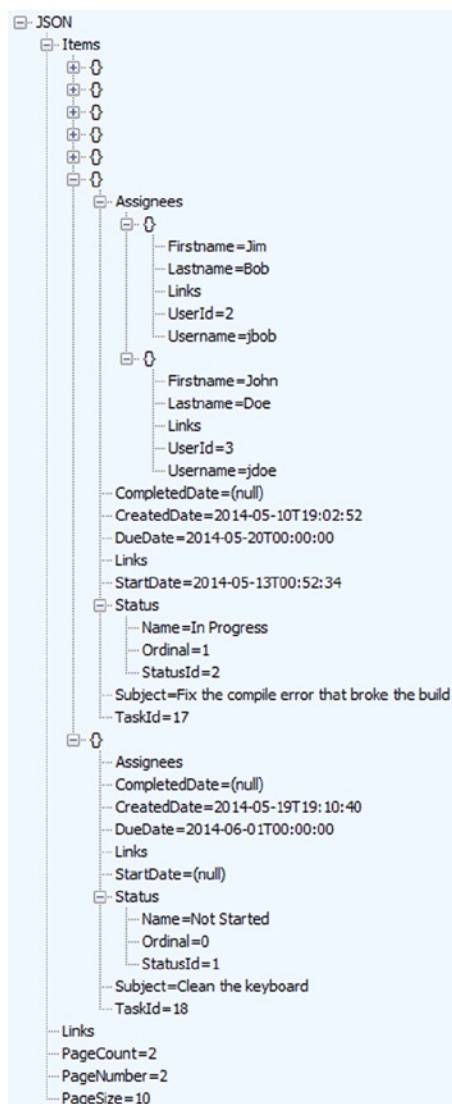 JSON
Items
{}
{}
{}
{}
{}
{}
Assignees
{}
Firstname=Jim
Lastname=Bob
Links
UserId=2
Username=jbob
{}
Firstname=John
Lastname=Doe
Links
UserId=3
Username=jdoe
CompletedDate=(null)
CreatedDate=2014-05-10T19:02:52
DueDate=2014-05-20T00:00:00
Links
StartDate=2014-05-13T00:52:34
Status
Name=In Progress
Ordinal=1
StatusId=2
Subject=Fix the compile error that broke the build
TaskId=17
{}
Assignees
CompletedDate=(null)
CreatedDate=2014-05-19T19:10:40
DueDate=2014-06-01T00:00:00
Links
StartDate=(null)
Status
Name=Not Started
Ordinal=0
StatusId=1
Subject=Clean the keyboard
TaskId=18
Links
PageCount=2
PageNumber=2
PageSize=10